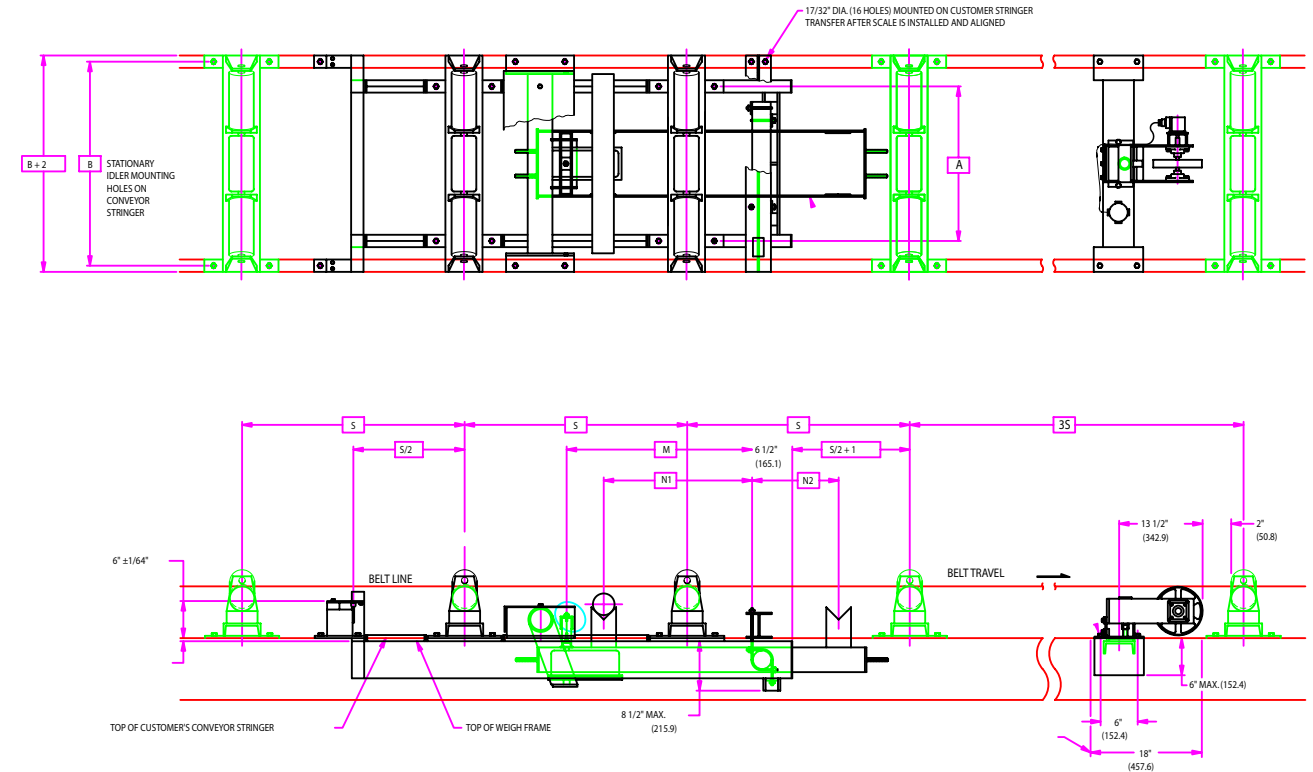 17/32" DIA. (16 HOLES) MOUNTED ON CUSTOMER STRINGER
TRANSFER AFTER SCALE IS INSTALLED AND ALIGNED
B + 2
B
STATIONARY
IDLER MOUNTING
HOLES ON
CONVEYOR
STRINGER
A
S
S
S
3S
S/2
M
6 1/2"
(165.1)
S/2 + 1
N1
N2
13 1/2"
(342.9)
2"
(50.8)
6" ±1/64"
BELT LINE
BELT TRAVEL
6" MAX. (152.4)
8 1/2" MAX.
(215.9)
TOP OF CUSTOMER'S CONVEYOR STRINGER
TOP OF WEIGH FRAME
6"
(152.4)
18"
(457.6)